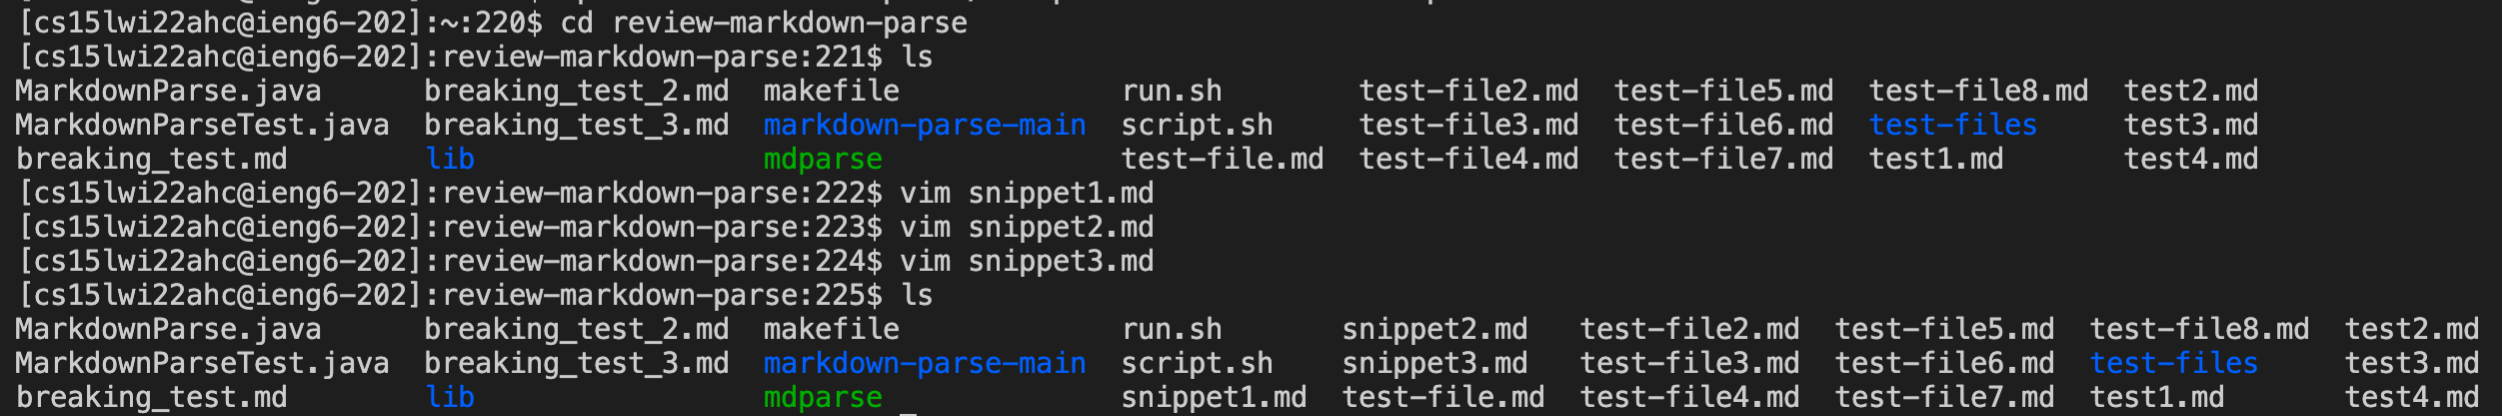 [cs15lwi22ahc@ieng6-202]:~:220$ cd review-markdown-parse
[cs15lwi22ahc@ieng6-202]:review-markdown-parse:221$ ls
MarkdownParse.java      breaking_test_2.md  makefile             run.sh        test-file2.md  test-file5.md  test-file8.md  test2.md
MarkdownParseTest.java  breaking_test_3.md  markdown-parse-main  script.sh     test-file3.md  test-file6.md  test-files     test3.md
breaking_test.md        lib                 mdparse              test-file.md  test-file4.md  test-file7.md  test1.md       test4.md
[cs15lwi22ahc@ieng6-202]:review-markdown-parse:222$ vim snippet1.md
[cs15lwi22ahc@ieng6-202]:review-markdown-parse:223$ vim snippet2.md
[cs15lwi22ahc@ieng6-202]:review-markdown-parse:224$ vim snippet3.md
[cs15lwi22ahc@ieng6-202]:review-markdown-parse:225$ ls
MarkdownParse.java      breaking_test_2.md  makefile             run.sh       snippet2.md   test-file2.md  test-file5.md  test-file8.md  test2.md
MarkdownParseTest.java  breaking_test_3.md  markdown-parse-main  script.sh    snippet3.md   test-file3.md  test-file6.md  test-files     test3.md
breaking_test.md        lib                 mdparse              snippet1.md  test-file.md  test-file4.md  test-file7.md  test1.md       test4.md